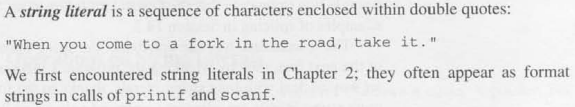 A string literal is a sequence of characters enclosed within double quotes:
"When you come to a fork in the road, take it."
We first encountered string literals in Chapter 2; they often appear as format
strings in calls of printf and scanf.